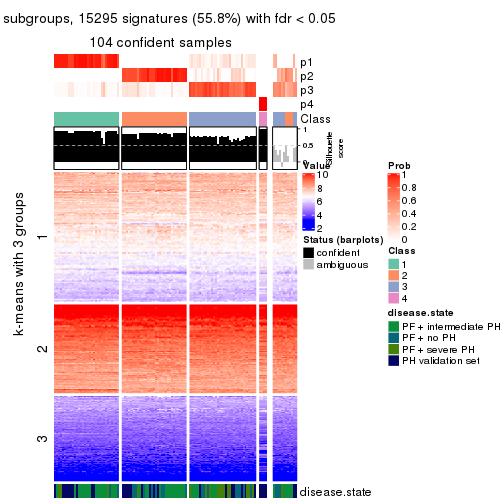 subgroups, 15295 signatures (55.8%) with fdr < 0.05
104 confident samples
p1
p2
p3
p4
Class
1
0.5
0
Silhouette
score
k-means with 3 groups
1
2
3
disease.state
Value
10
8
6
4
2
Status (barplots)
confident
ambiguous
Prob
1
0.8
0.6
0.4
0.2
0
Class
1
2
3
4
disease.state
PF + intermediate PH
PF + no PH
PF + severe PH
PH validation set